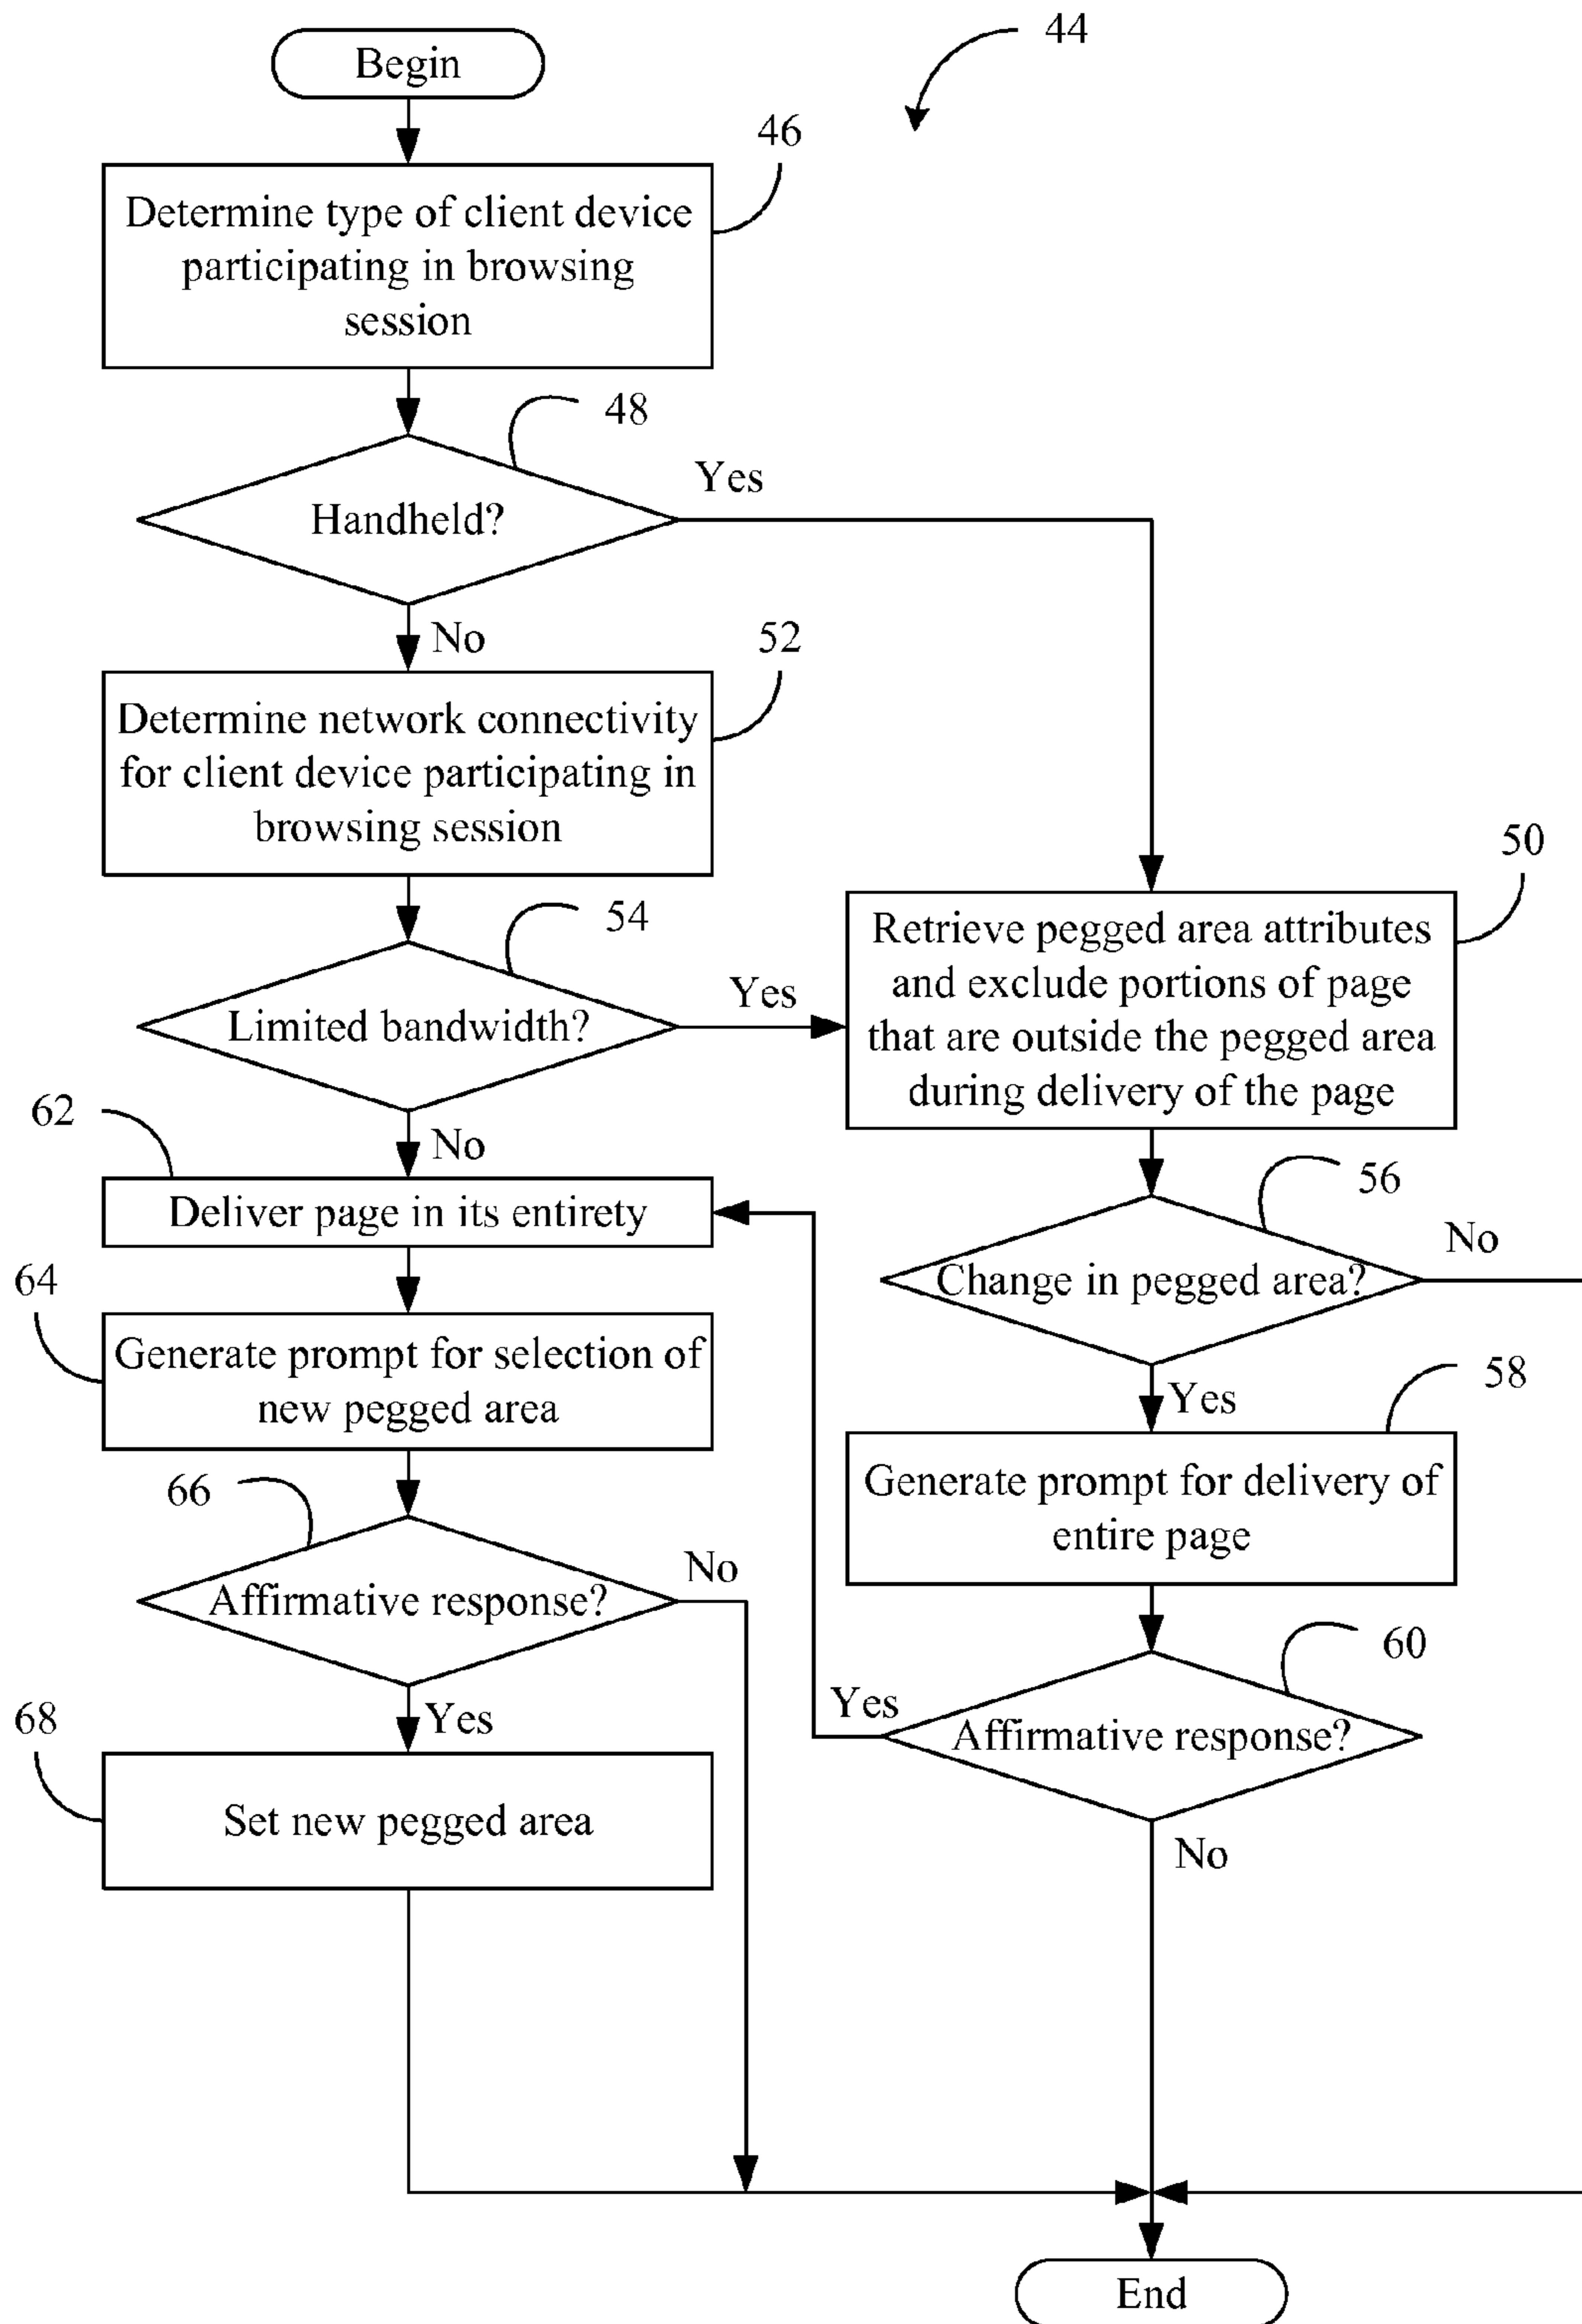 Begin
44
46
Determine type of client device
participating in browsing
session
48
Handheld?
Yes
No
52
Determine network connectivity
for client device participating in
browsing session
54
Limited bandwidth?
Yes
No
50
Retrieve pegged area attributes
and exclude portions of page
that are outside the pegged area
during delivery of the page
62
Deliver page in its entirety
56
Change in pegged area?
No
Yes
64
Generate prompt for selection of
new pegged area
58
Generate prompt for delivery of
entire page
66
Affirmative response?
No
Yes
60
Affirmative response?
Yes
No
68
Set new pegged area
End